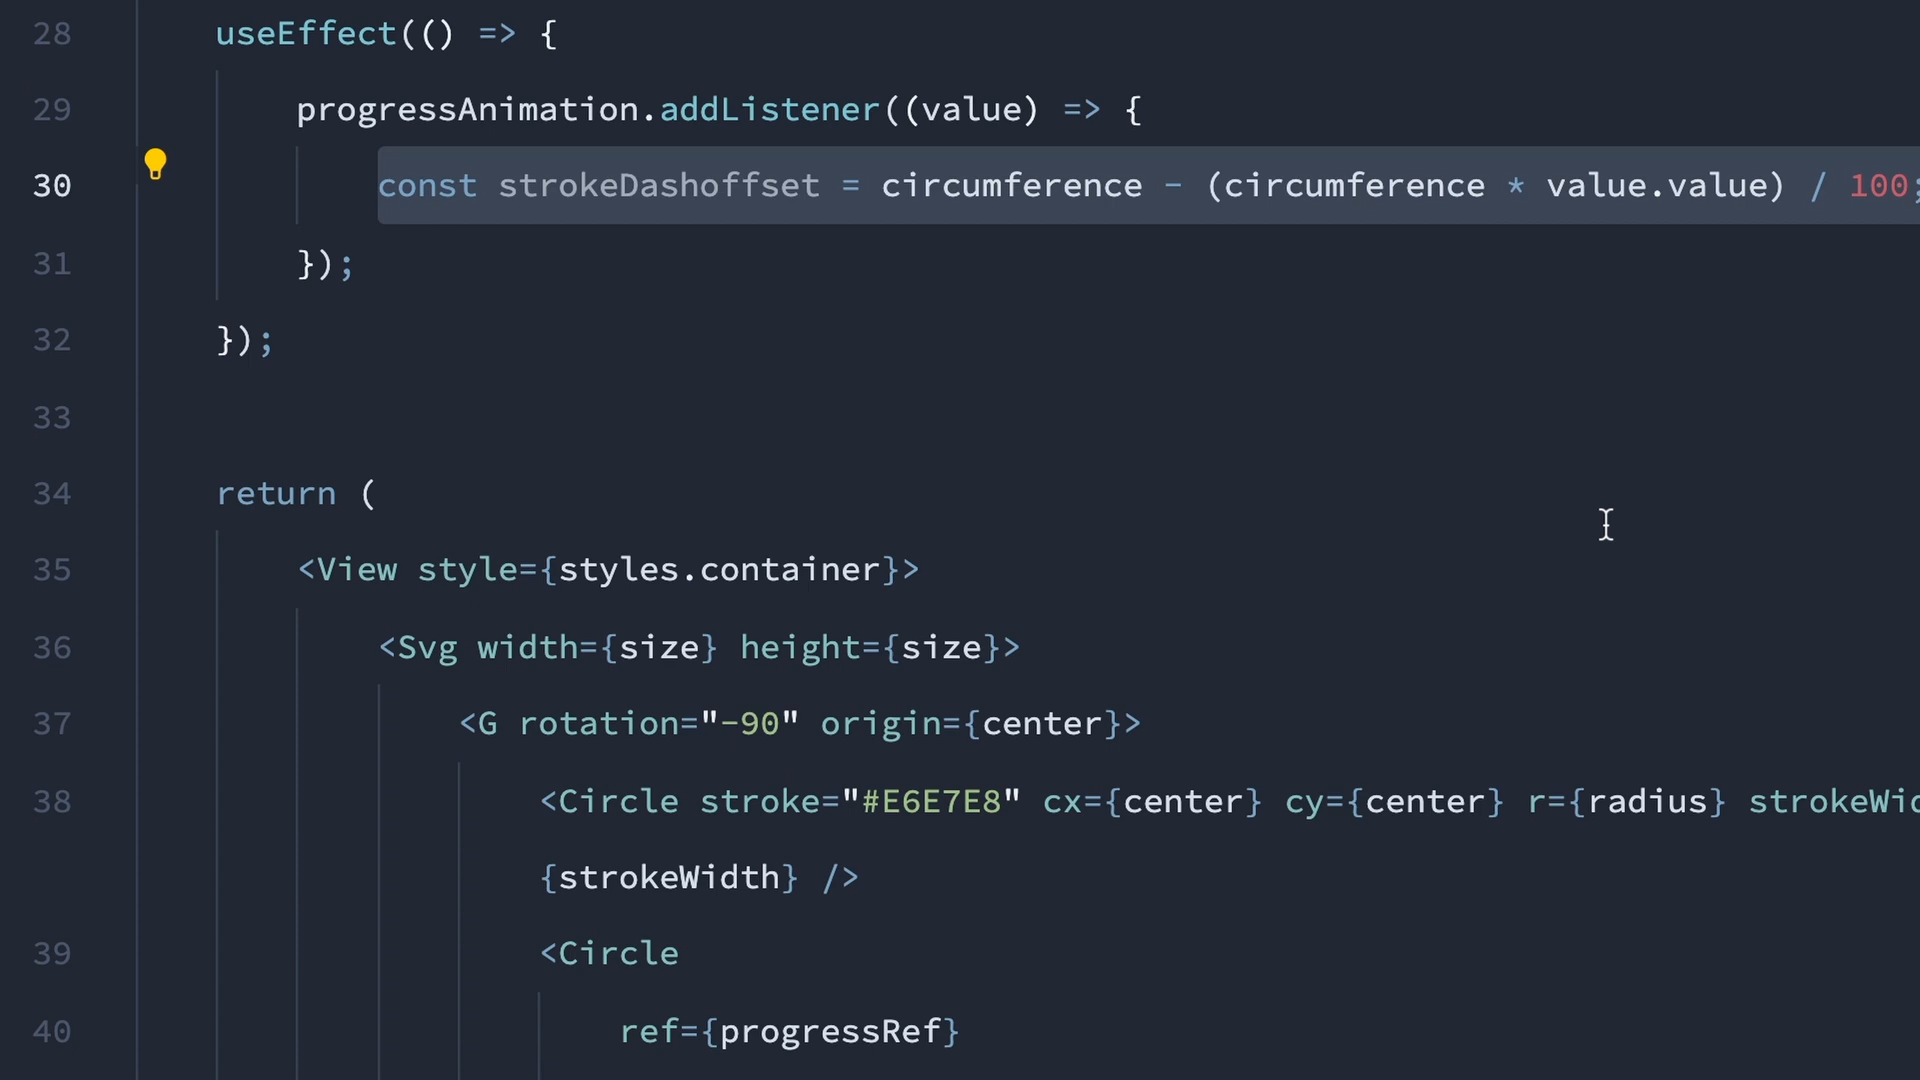 28 useEffect(() => {
29 progressAnimation.addListener((value) => {
30 const strokeDashoffset = circumference - (circumference * value.value) / 100;
31 });
32 });
33
34 return (
35 <View style={styles.container}>
36 <Svg width={size} height={size}>
37 <G rotation="-90" origin={center}>
38 <Circle stroke="#E6E7E8" cx={center} cy={center} r={radius} strokeWid
{strokeWidth} />
39 <Circle
40 ref={progressRef}